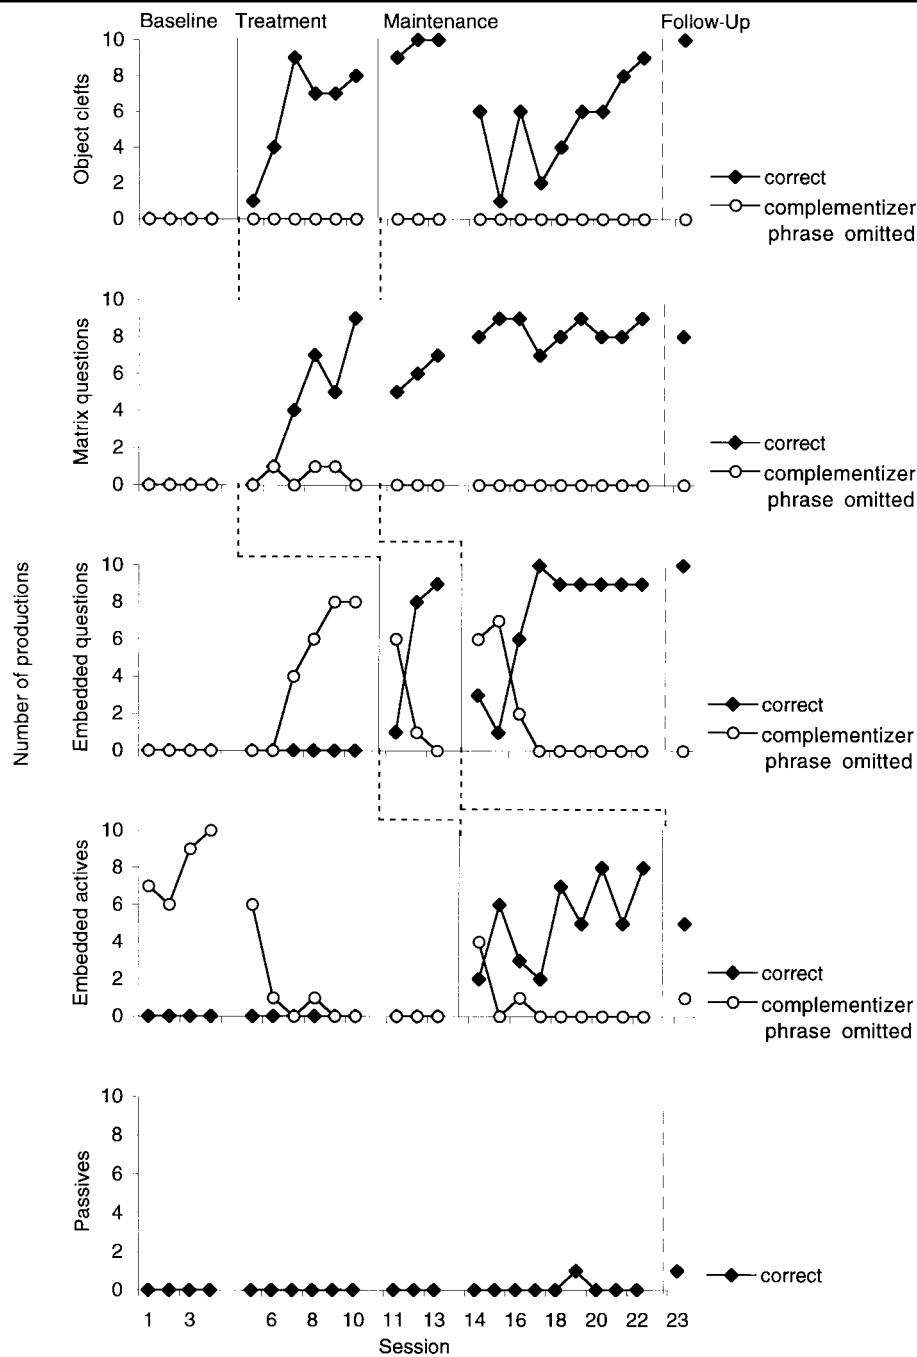 Baseline Treatment Maintenance Follow-Up
Object clefts
10
8
6
4
2
0
correct
complementizer
phrase omitted
Matrix questions
10
8
6
4
2
0
correct
complementizer
phrase omitted
Number of productions
Embedded questions
10
8
6
4
2
0
correct
complementizer
phrase omitted
Embedded actives
10
8
6
4
2
0
correct
complementizer
phrase omitted
Passives
10
8
6
4
2
0
correct
1 3 6 8 10 11 13 14 16 18 20 22 23
Session